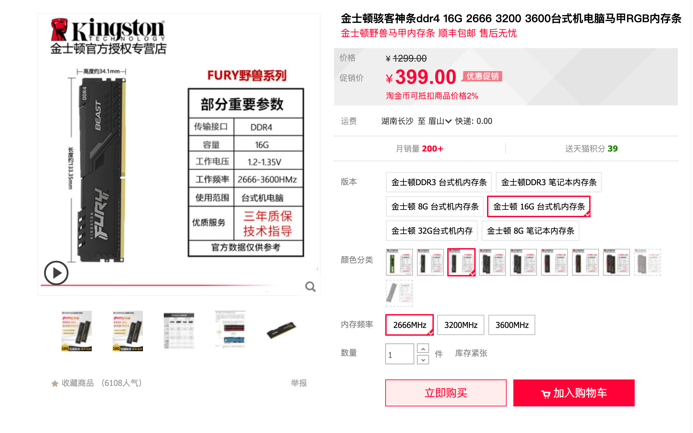 Kingston
TECHNOLOGY
金士顿官方授权专营店
高度约34.1mm
长度约133.35mm
DDR4
BEAST
Kingston
FURY
FURY野兽系列
部分重要参数
传输接口 DDR4
容量 16G
工作电压 1.2-1.35V
工作频率 2666-3600MHz
使用范围 台式机电脑
优质服务 三年质保
技术指导
官方数据仅供参考
收藏商品 (6108人气)
举报
金士顿骇客神条ddr4 16G 2666 3200 3600台式机电脑马甲RGB内存条
金士顿野兽马甲内存条 顺丰包邮 售后无忧
价格 ¥1299.00
促销价 ¥399.00 优惠促销
淘金币可抵扣商品价格2%
运费 湖南长沙 至 眉山 快递: 0.00
月销量 200+ 送天猫积分 39
版本 金士顿DDR3 台式机内存条 金士顿DDR3 笔记本内存条
金士顿 8G 台式机内存条 金士顿 16G 台式机内存条
金士顿 32G台式机内存 金士顿 8G 笔记本内存条
颜色分类
内存频率 2666MHz 3200MHz 3600MHz
数量 1 件 库存紧张
立即购买 加入购物车